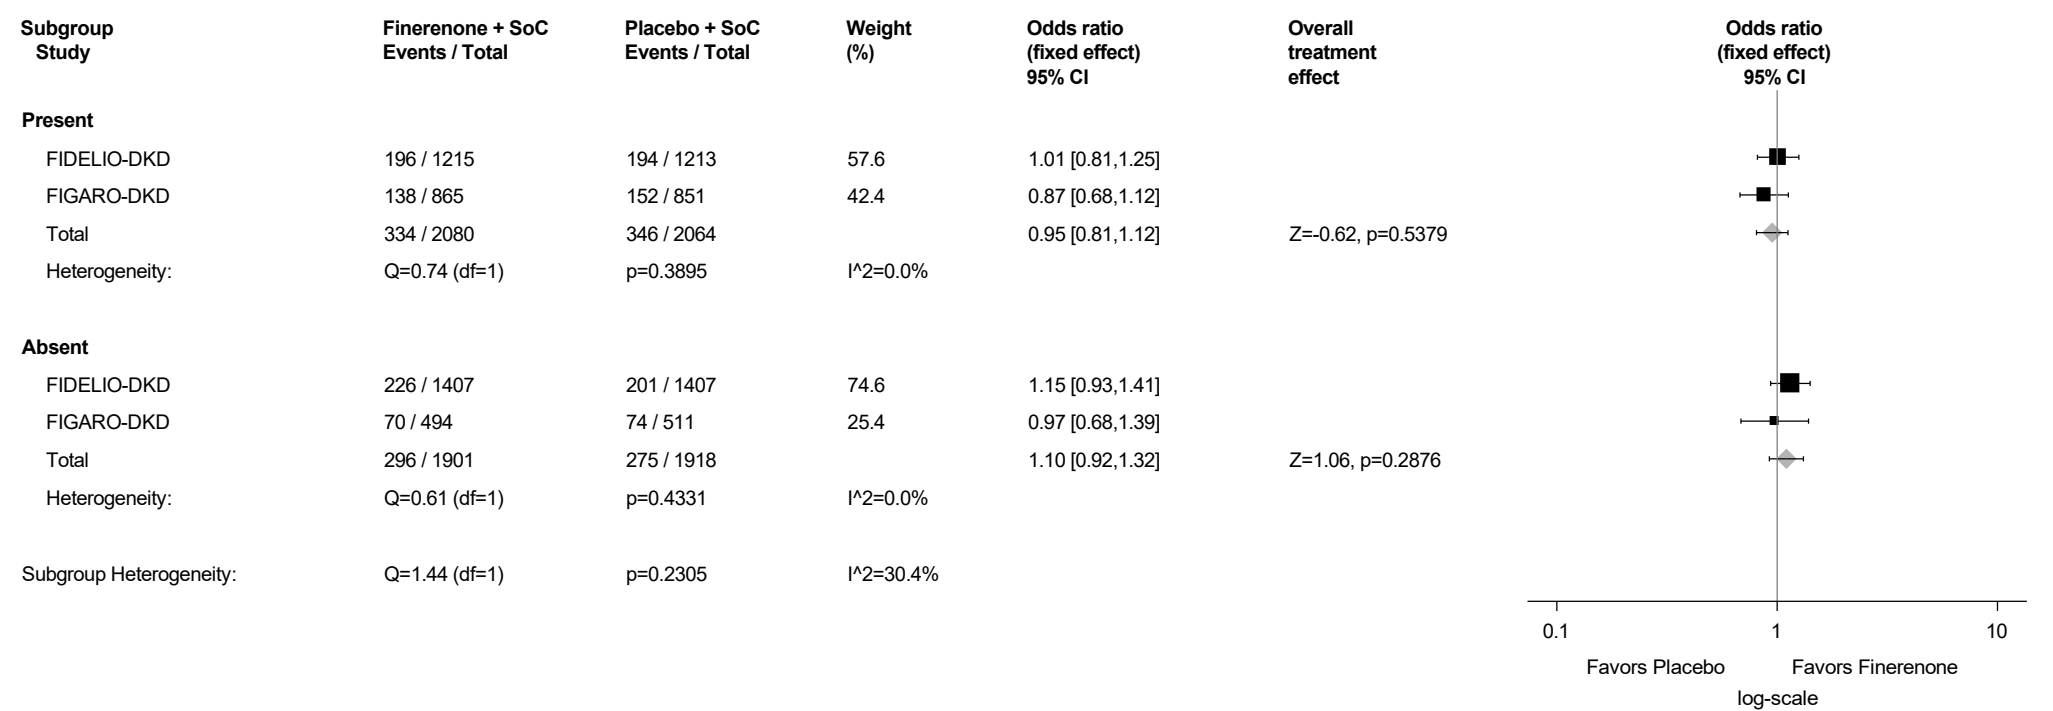 Subgroup Finerenone + SoC Placebo + SoC Weight Odds ratio Overall Odds ratio
Study Events / Total Events / Total (%) (fixed effect) treatment (fixed effect)
95% CI effect 95% CI
Present
FIDELIO-DKD 196 / 1215 194 / 1213 57.6 1.01 [0.81,1.25]
FIGARO-DKD 138 / 865 152 / 851 42.4 0.87 [0.68,1.12]
Total 334 / 2080 346 / 2064 0.95 [0.81,1.12] Z=-0.62, p=0.5379
Heterogeneity: Q=0.74 (df=1) p=0.3895 I^2=0.0%
Absent
FIDELIO-DKD 226 / 1407 201 / 1407 74.6 1.15 [0.93,1.41]
FIGARO-DKD 70 / 494 74 / 511 25.4 0.97 [0.68,1.39]
Total 296 / 1901 275 / 1918 1.10 [0.92,1.32] Z=1.06, p=0.2876
Heterogeneity: Q=0.61 (df=1) p=0.4331 I^2=0.0%
Subgroup Heterogeneity: Q=1.44 (df=1) p=0.2305 I^2=30.4%
0.1 1 10
Favors Placebo Favors Finerenone
log-scale